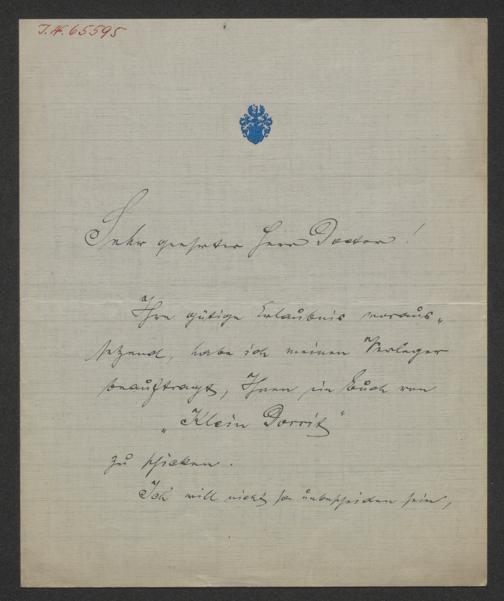 I.N. 65595
Sehr geehrter Herr Doctor!
Ihre gütige Erlaubnis voraus-
setzend, habe ich meinen Verleger
beauftragt, Ihnen ein Buch von
„Klein Dorrit"
zu schicken.
Ich will nicht so unbescheiden sein,